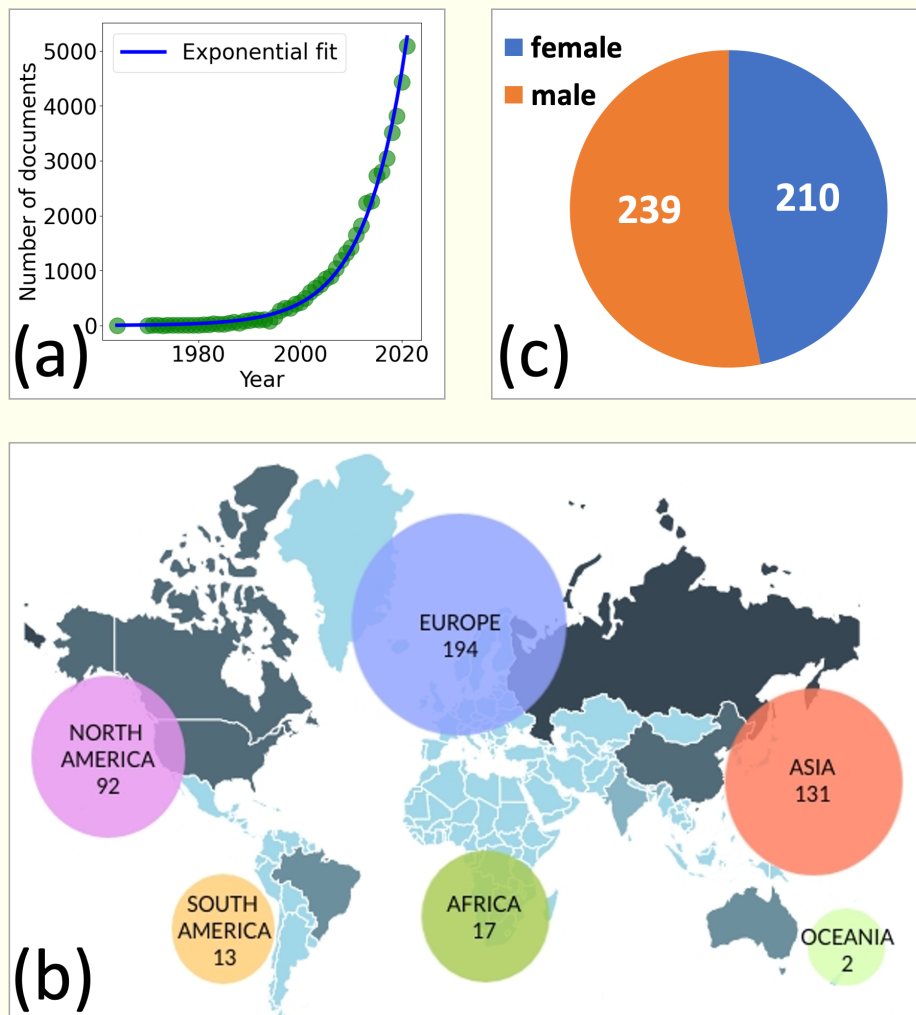 Exponential fit
Number of documents
5000
4000
3000
2000
1000
0
1980
2000
2020
Year
(a)
female
male
239
210
(c)
EUROPE
194
NORTH
AMERICA
92
ASIA
131
SOUTH
AMERICA
13
AFRICA
17
OCEANIA
2
(b)